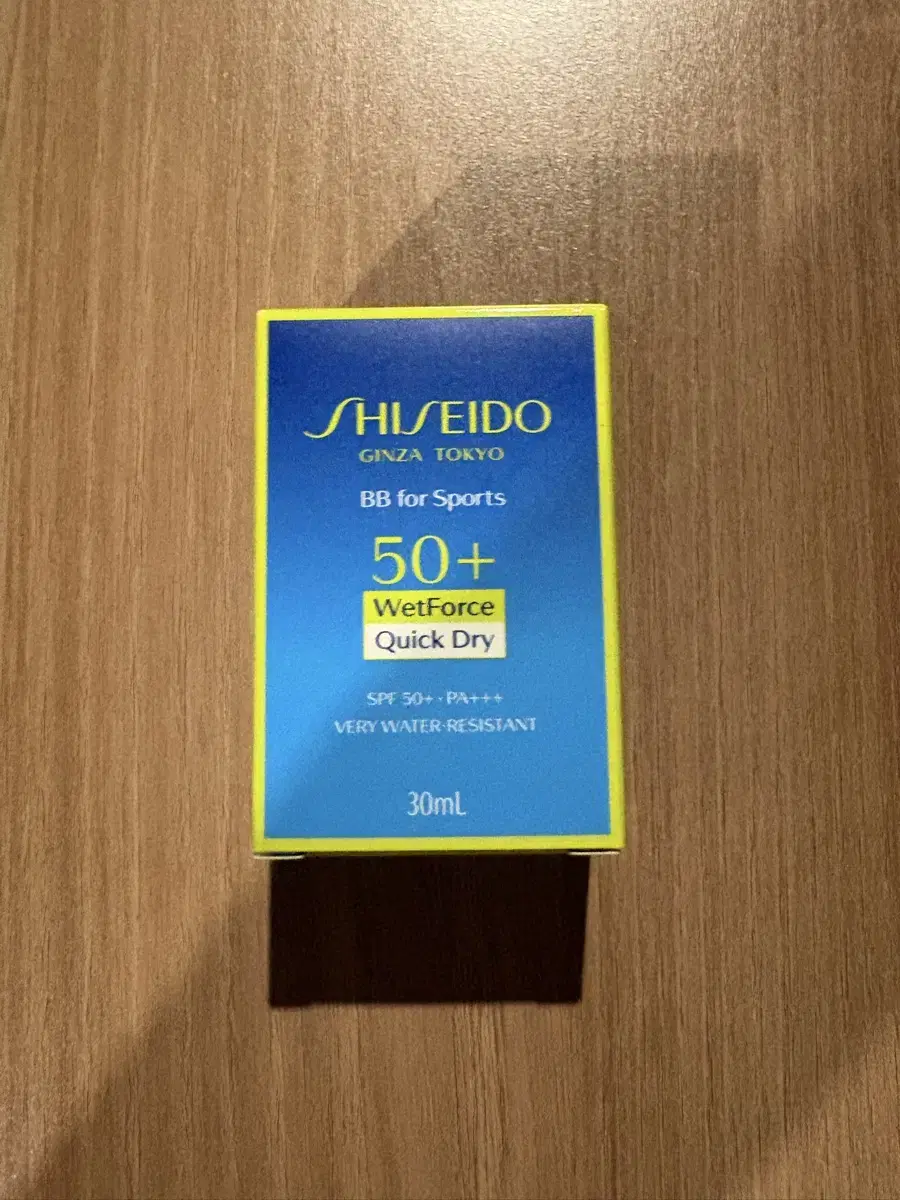 SHISEIDO
GINZA TOKYO
BB for Sports
50+
WetForce
Quick Dry
SPF 50+ · PA+++
VERY WATER-RESISTANT
30mL